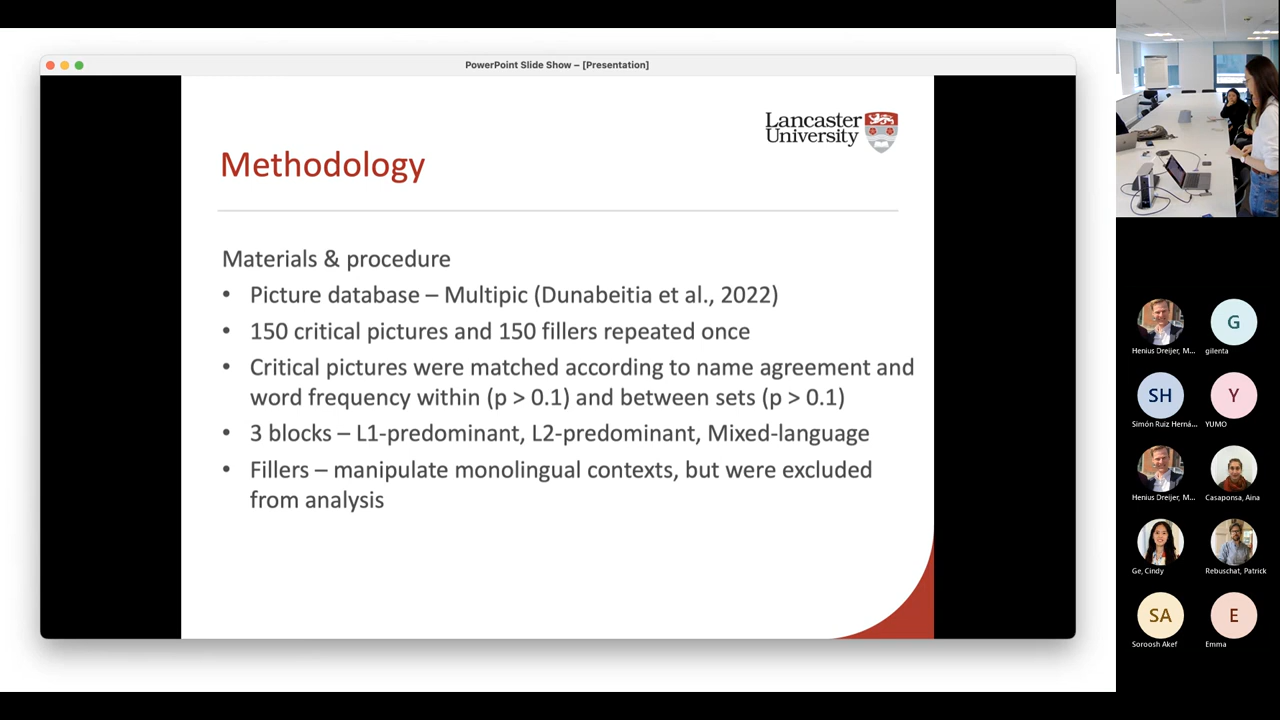 PowerPoint Slide Show – [Presentation]
Lancaster
University
Methodology
Materials & procedure
• Picture database – Multipic (Dunabeitia et al., 2022)
• 150 critical pictures and 150 fillers repeated once
• Critical pictures were matched according to name agreement and
word frequency within (p > 0.1) and between sets (p > 0.1)
• 3 blocks – L1-predominant, L2-predominant, Mixed-language
• Fillers – manipulate monolingual contexts, but were excluded
from analysis
G
Henius Dreijer, M...
gilenta
SH
Y
Simón Ruiz Herná...
YUMO
Henius Dreijer, M...
Casaponsa, Aina
Ge, Cindy
Rebuschat, Patrick
SA
E
Soroosh Akef
Emma